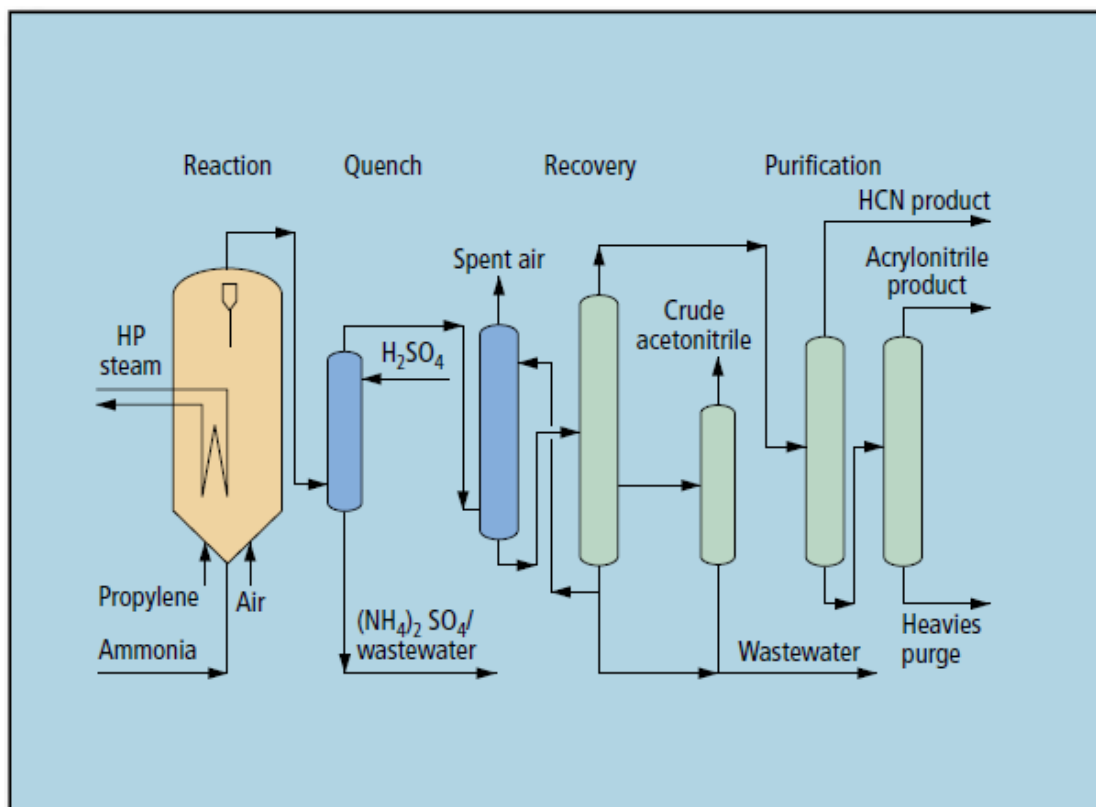 Reaction
Quench
Recovery
Purification
HCN product
Acrylonitrile
product
Spent air
Crude
acetonitrile
HP
steam
H₂SO₄
Propylene
Air
Ammonia
(NH₄)₂ SO₄/
wastewater
Wastewater
Heavies
purge